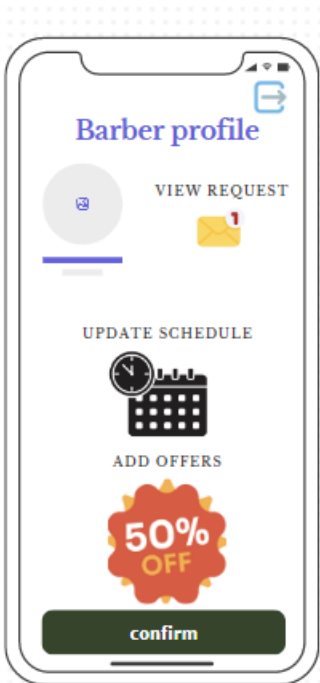 Barber profile
VIEW REQUEST
1
UPDATE SCHEDULE
ADD OFFERS
50%
OFF
confirm